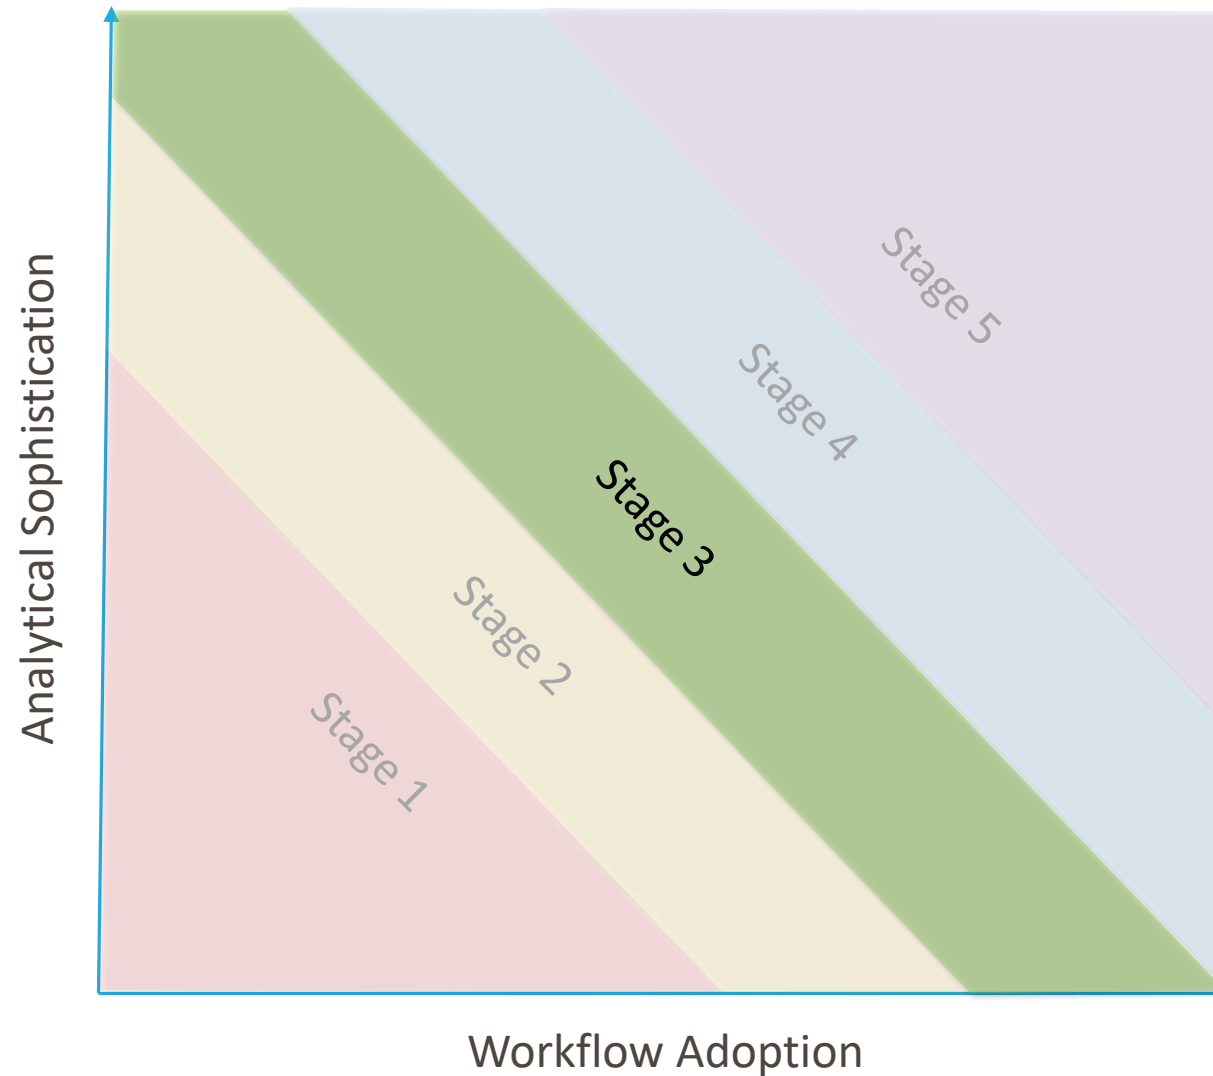 Analytical Sophistication
Stage 5
Stage 4
Stage 3
Stage 2
Stage 1
Workflow Adoption